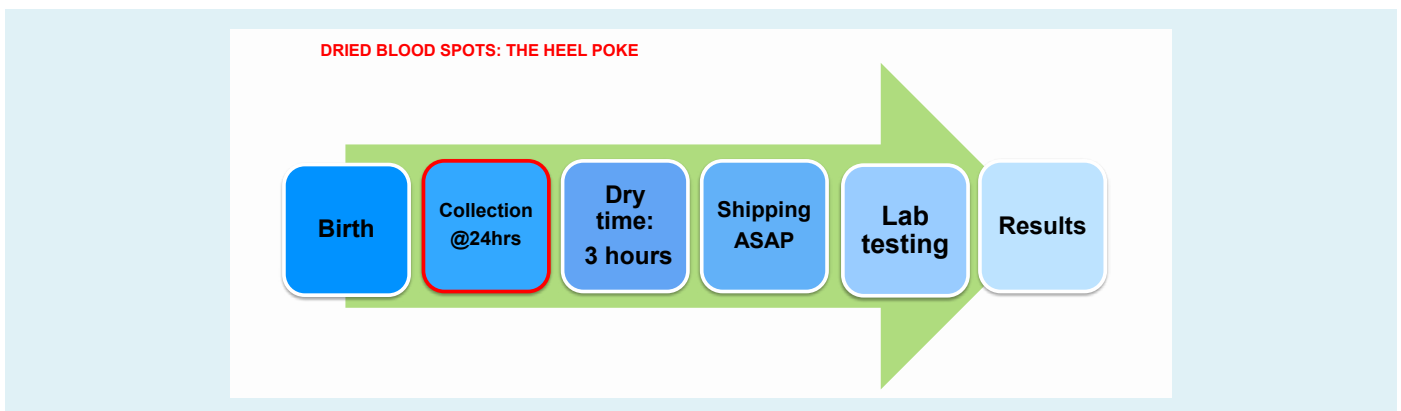 DRIED BLOOD SPOTS: THE HEEL POKE
Birth
Collection
@24hrs
Dry
time:
3 hours
Shipping
ASAP
Lab
testing
Results